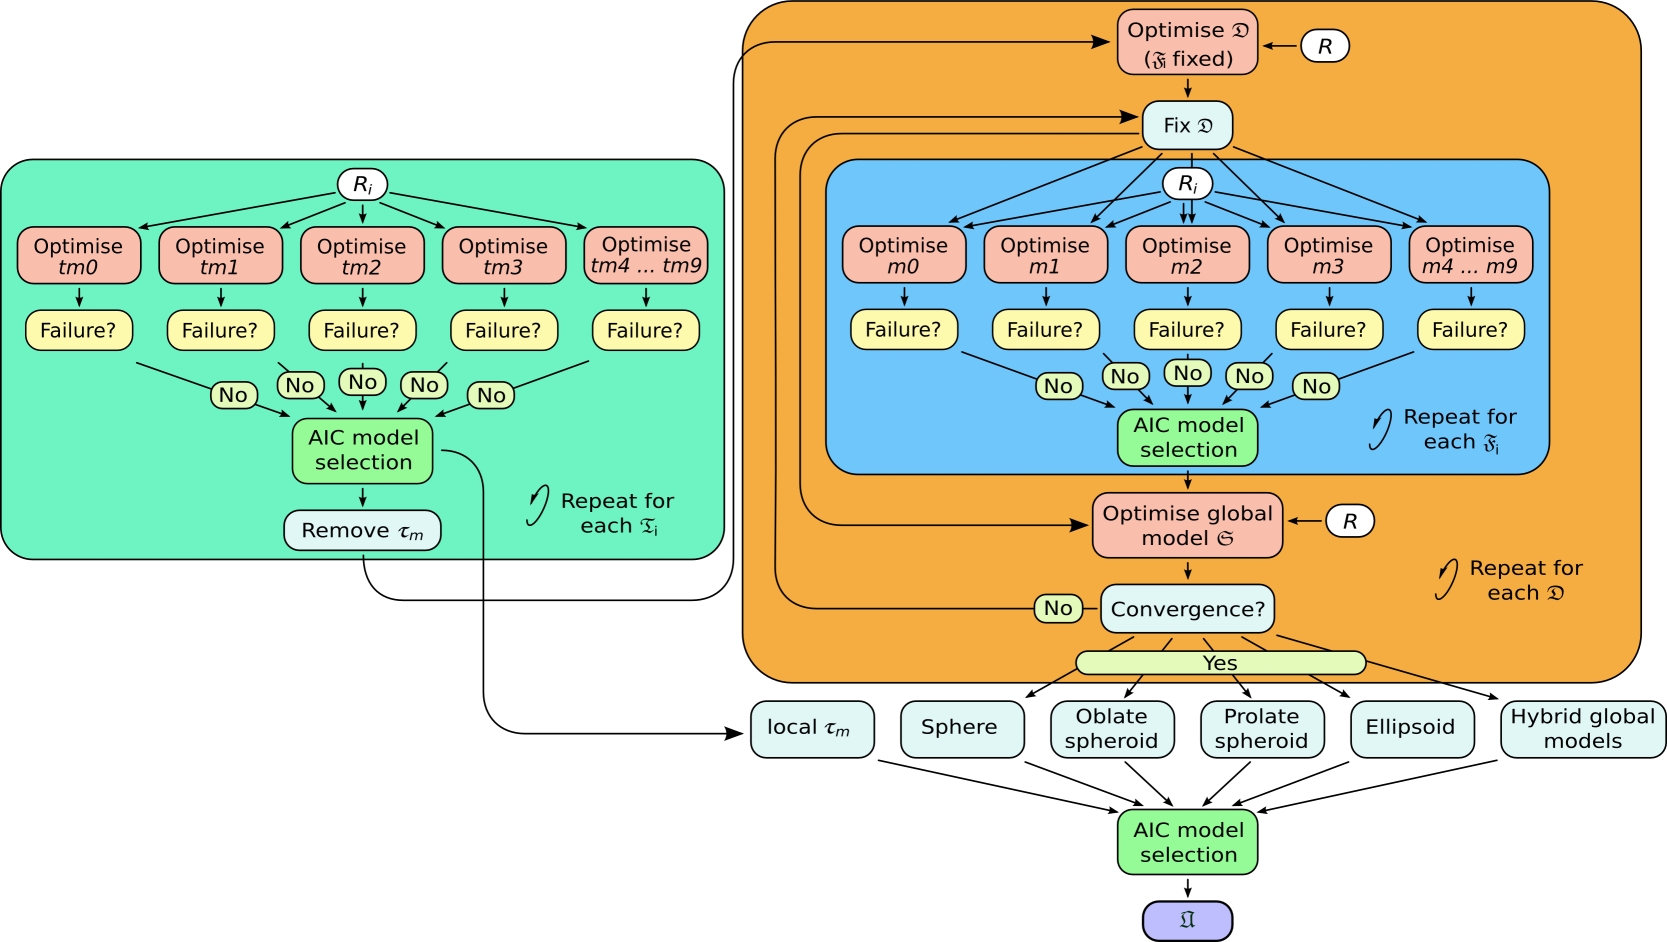 R_i
Optimise
tm0
Optimise
tm1
Optimise
tm2
Optimise
tm3
Optimise
tm4 ... tm9
Failure?
Failure?
Failure?
Failure?
Failure?
No
No
No
No
No
AIC model
selection
Repeat for
each 𝔗i
Remove τm
Optimise 𝔇
(𝔉i fixed)
R
Fix 𝔇
R_i
Optimise
m0
Optimise
m1
Optimise
m2
Optimise
m3
Optimise
m4 ... m9
Failure?
Failure?
Failure?
Failure?
Failure?
No
No
No
No
No
AIC model
selection
Repeat for
each 𝔉i
Optimise global
model 𝔖
R
Repeat for
each 𝔇
Convergence?
No
Yes
local τm
Sphere
Oblate
spheroid
Prolate
spheroid
Ellipsoid
Hybrid global
models
AIC model
selection
𝔘